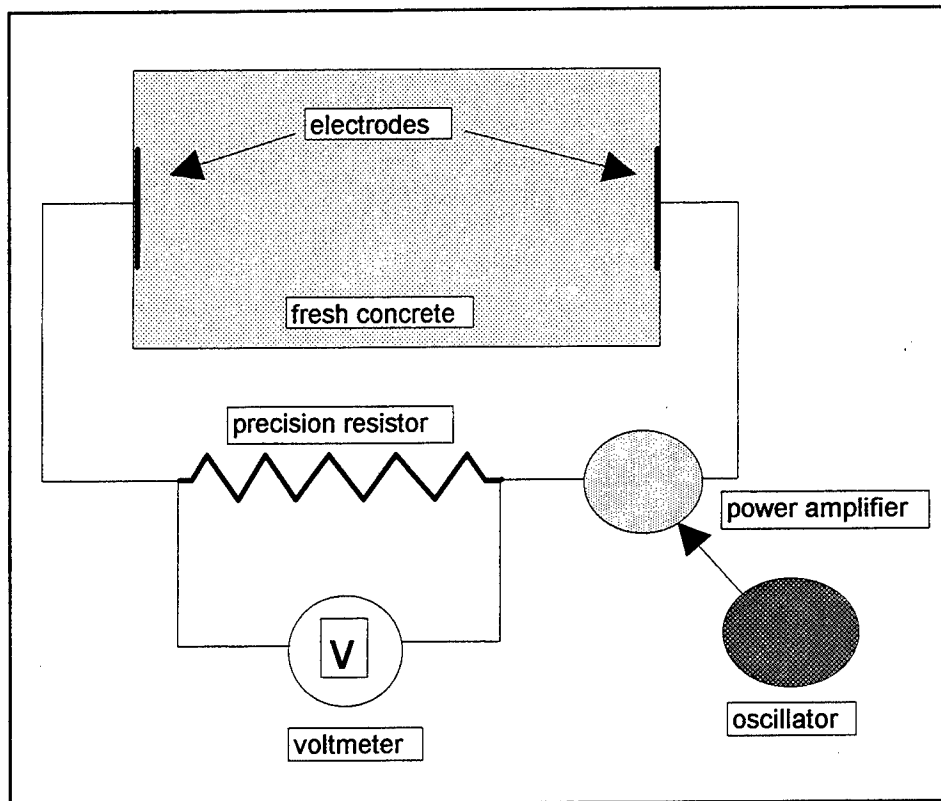 electrodes
fresh concrete
precision resistor
power amplifier
V
oscillator
voltmeter